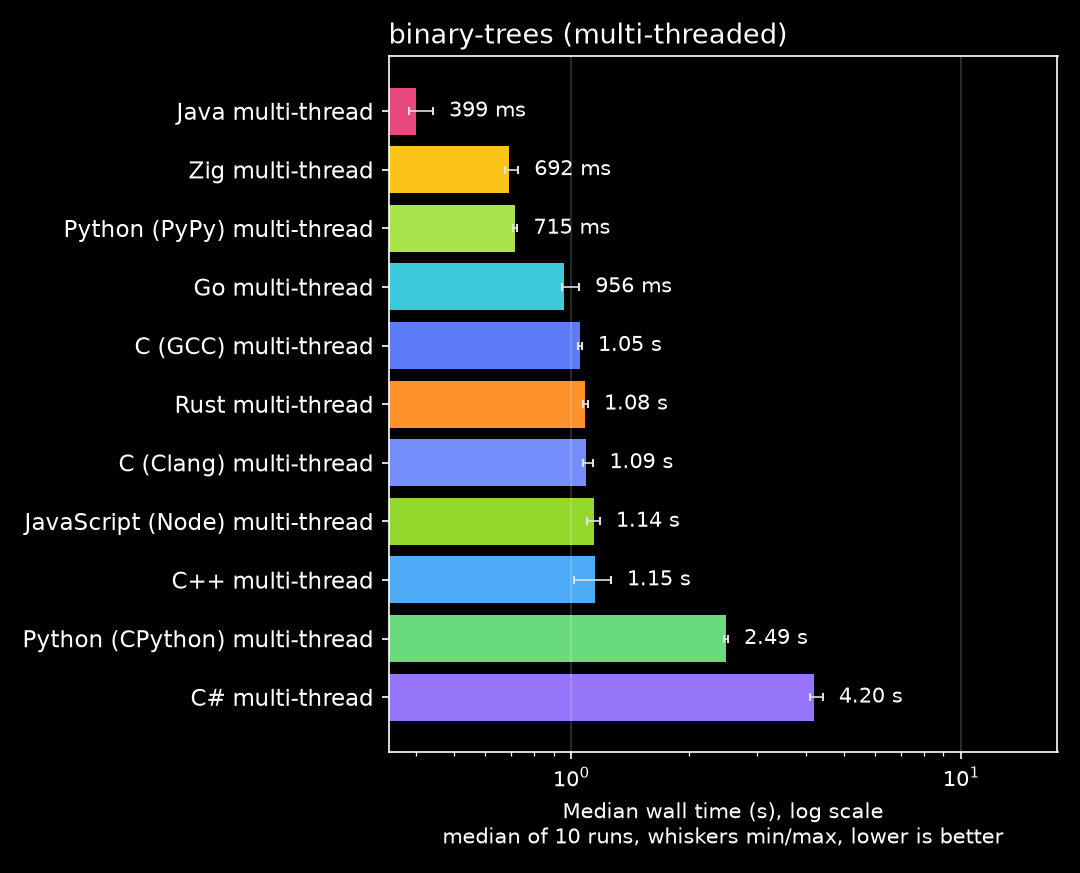 binary-trees (multi-threaded)
Java multi-thread 399 ms
Zig multi-thread 692 ms
Python (PyPy) multi-thread 715 ms
Go multi-thread 956 ms
C (GCC) multi-thread 1.05 s
Rust multi-thread 1.08 s
C (Clang) multi-thread 1.09 s
JavaScript (Node) multi-thread 1.14 s
C++ multi-thread 1.15 s
Python (CPython) multi-thread 2.49 s
C# multi-thread 4.20 s
10⁰ 10¹
Median wall time (s), log scale
median of 10 runs, whiskers min/max, lower is better